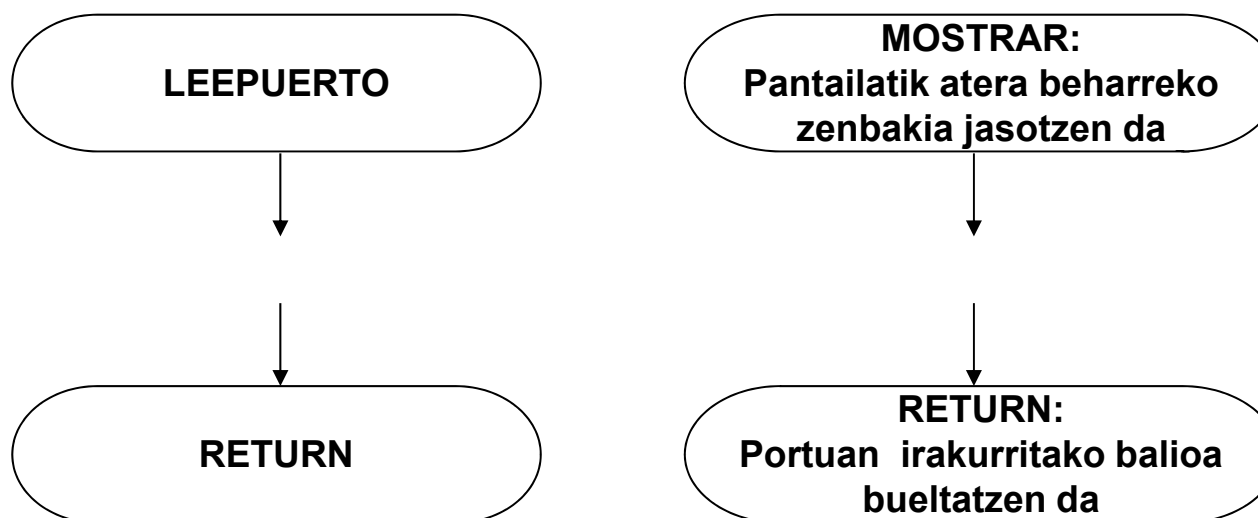 LEEPUERTO
MOSTRAR:
Pantailatik atera beharreko
zenbakia jasotzen da
RETURN
RETURN:
Portuan irakurritako balioa
bueltatzen da